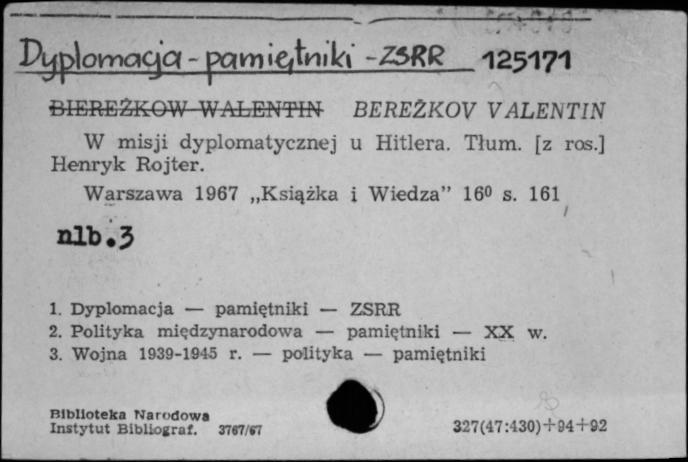 Dyplomacja - pamiętniki - ZSRR 125171
BIEREŻKOW WALENTIN BEREŽKOV VALENTIN
W misji dyplomatycznej u Hitlera. Tłum. [z ros.]
Henryk Rojter.
Warszawa 1967 „Książka i Wiedza” 16⁰ s. 161
nlb.3
1. Dyplomacja — pamiętniki — ZSRR
2. Polityka międzynarodowa — pamiętniki — XX w.
3. Wojna 1939-1945 r. — polityka — pamiętniki
Biblioteka Narodowa
Instytut Bibliograf. 3767/67 327(47:430)+94+92